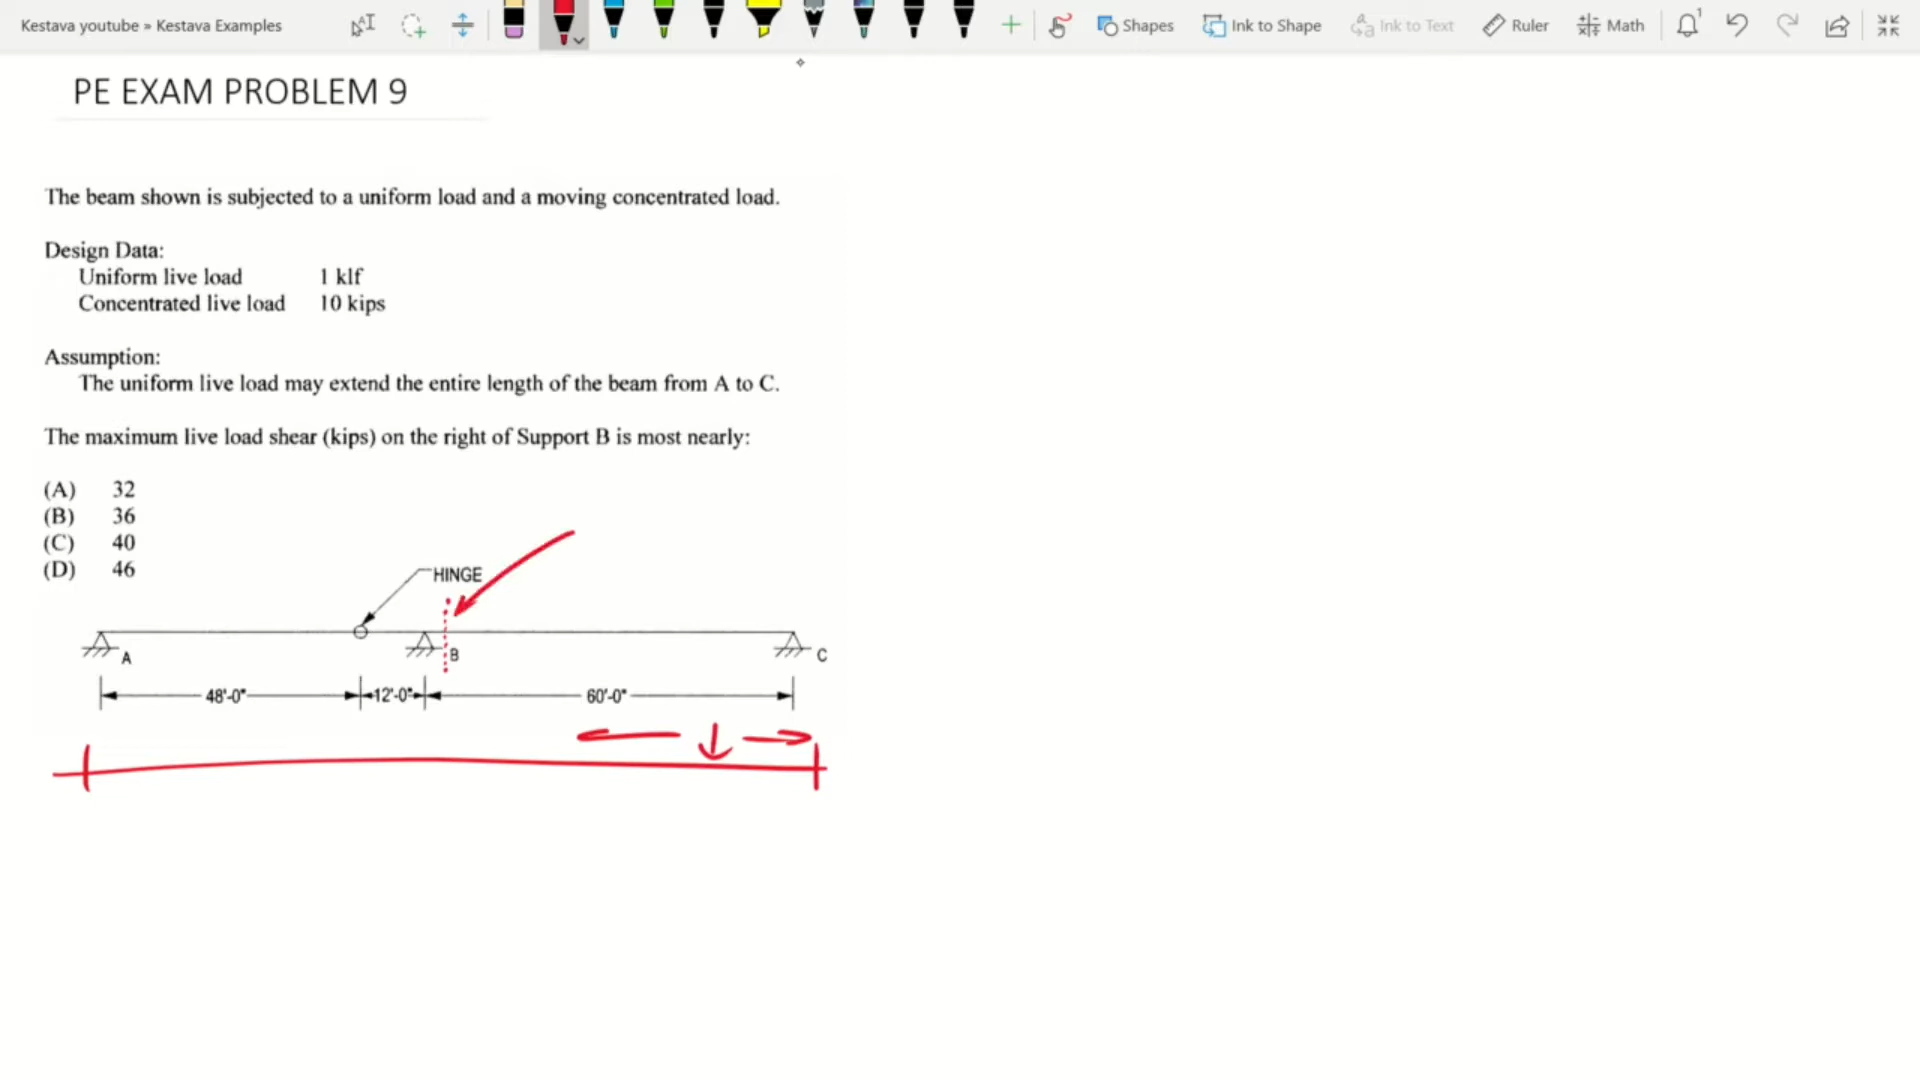 Kestava youtube » Kestava Examples
Shapes Ink to Shape Ink to Text Ruler Math 1
PE EXAM PROBLEM 9
The beam shown is subjected to a uniform load and a moving concentrated load.
Design Data:
Uniform live load 1 klf
Concentrated live load 10 kips
Assumption:
The uniform live load may extend the entire length of the beam from A to C.
The maximum live load shear (kips) on the right of Support B is most nearly:
(A) 32
(B) 36
(C) 40
(D) 46
HINGE
A B C
48'-0" 12'-0" 60'-0"